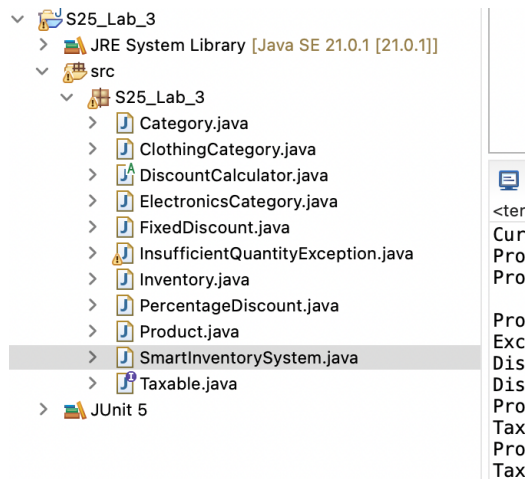 S25_Lab_3
JRE System Library [Java SE 21.0.1 [21.0.1]]
src
S25_Lab_3
Category.java
ClothingCategory.java
DiscountCalculator.java
ElectronicsCategory.java
FixedDiscount.java
InsufficientQuantityException.java
Inventory.java
PercentageDiscount.java
Product.java
SmartInventorySystem.java
Taxable.java
JUnit 5
<ter
Cur
Pro
Pro
Pro
Exc
Dis
Dis
Pro
Tax
Pro
Tax